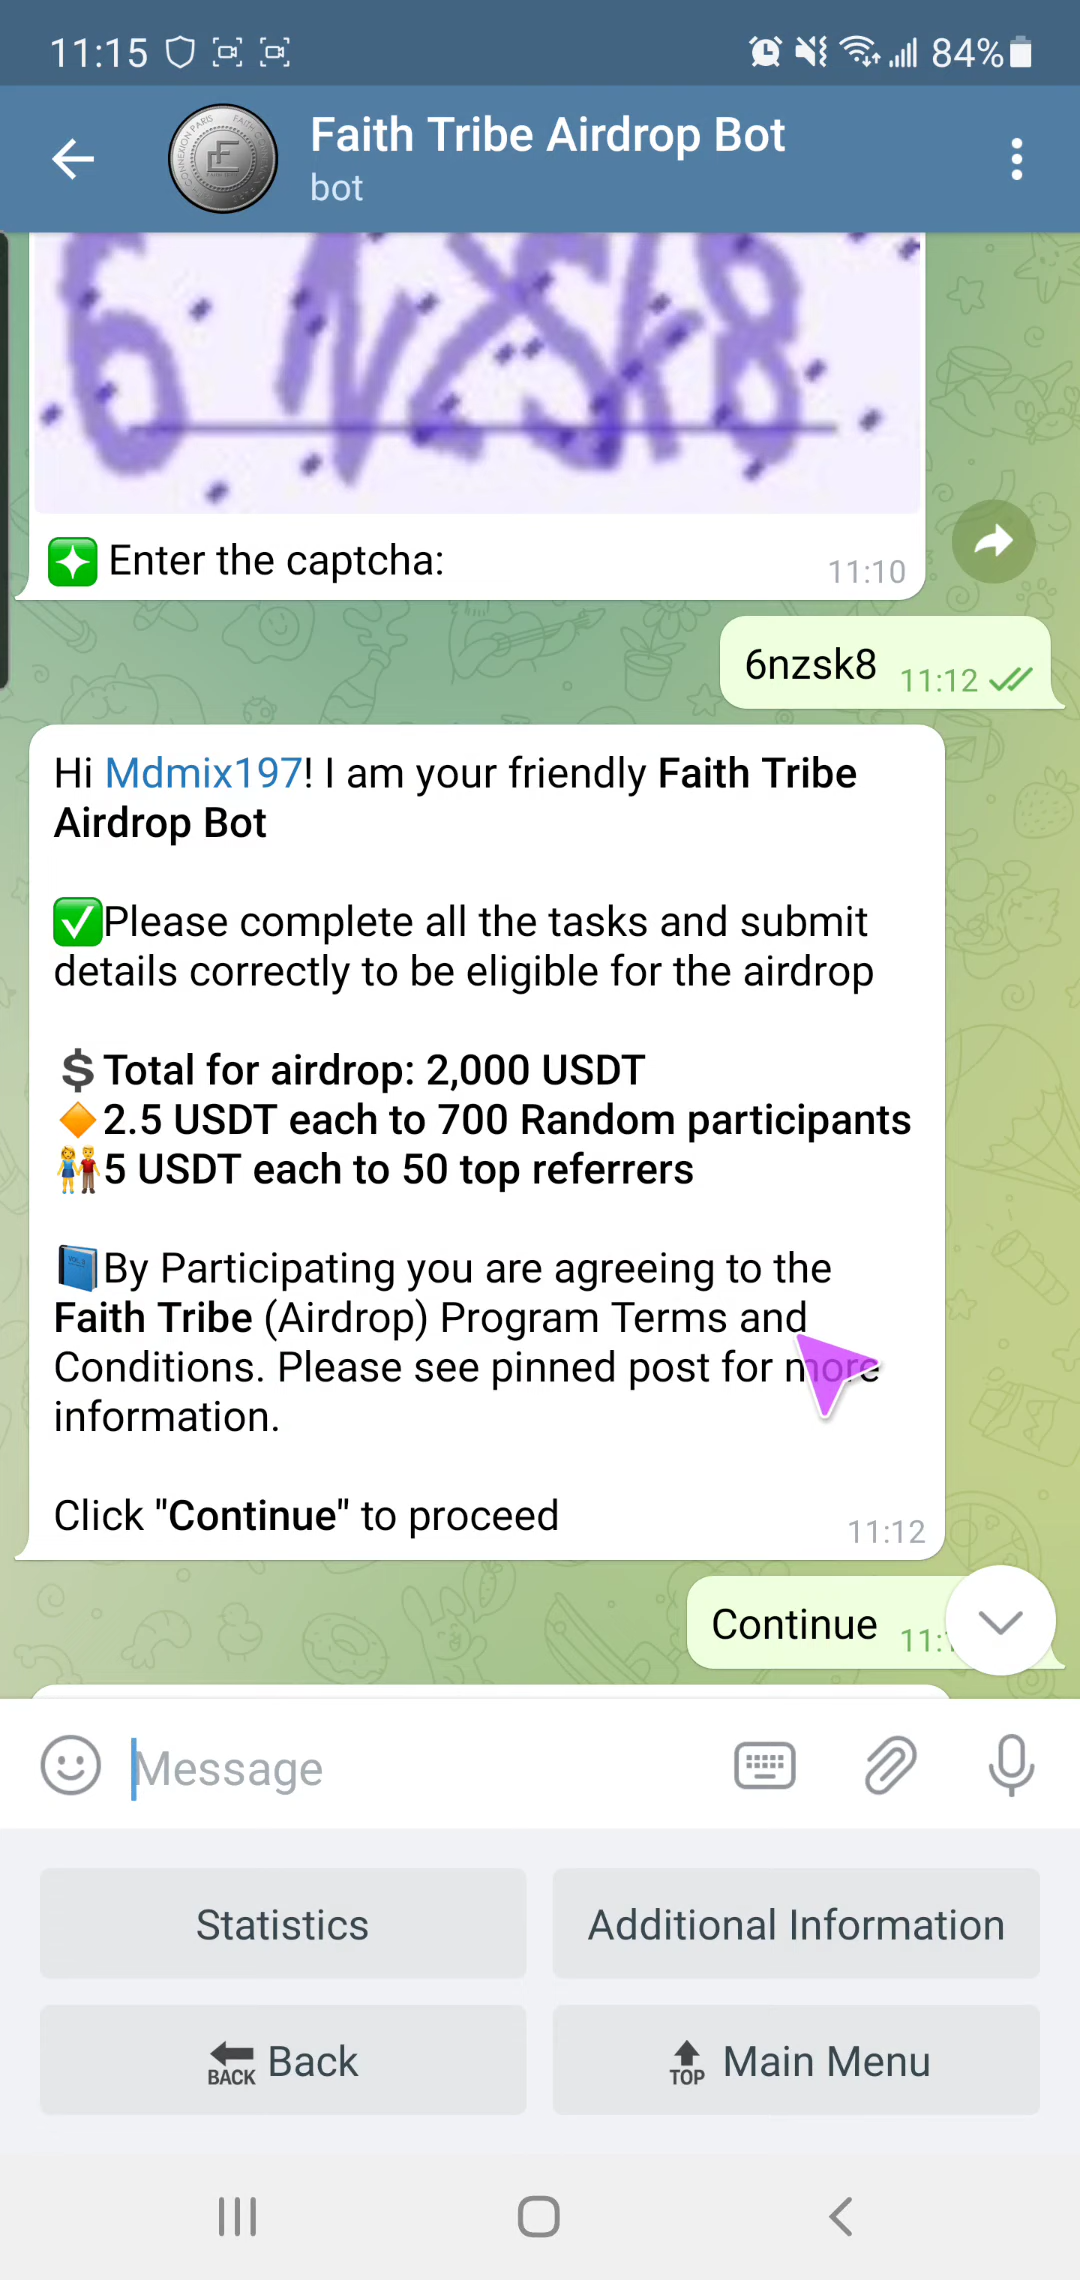 11:15
84%
Faith Tribe Airdrop Bot
bot
6 NZSk8
Enter the captcha:
11:10
6nzsk8
11:12
Hi Mdmix197! I am your friendly Faith Tribe
Airdrop Bot
✅Please complete all the tasks and submit
details correctly to be eligible for the airdrop
💲Total for airdrop: 2,000 USDT
🔶2.5 USDT each to 700 Random participants
👫5 USDT each to 50 top referrers
📘By Participating you are agreeing to the
Faith Tribe (Airdrop) Program Terms and
Conditions. Please see pinned post for more
information.
Click "Continue" to proceed
11:12
Continue
Message
Statistics
Additional Information
BACK Back
TOP Main Menu